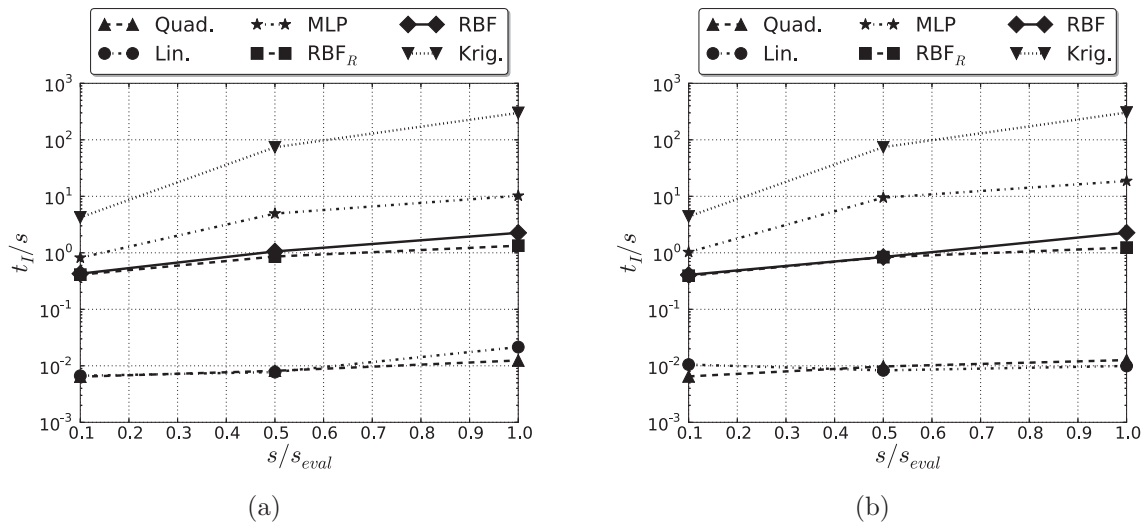 Quad. MLP RBF
Lin. RBF_R Krig.
10^3
10^2
10^1
10^0
10^-1
10^-2
10^-3
t_I/s
0.1 0.2 0.3 0.4 0.5 0.6 0.7 0.8 0.9 1.0
s/s_eval
(a)
Quad. MLP RBF
Lin. RBF_R Krig.
10^3
10^2
10^1
10^0
10^-1
10^-2
10^-3
t_I/s
0.1 0.2 0.3 0.4 0.5 0.6 0.7 0.8 0.9 1.0
s/s_eval
(b)